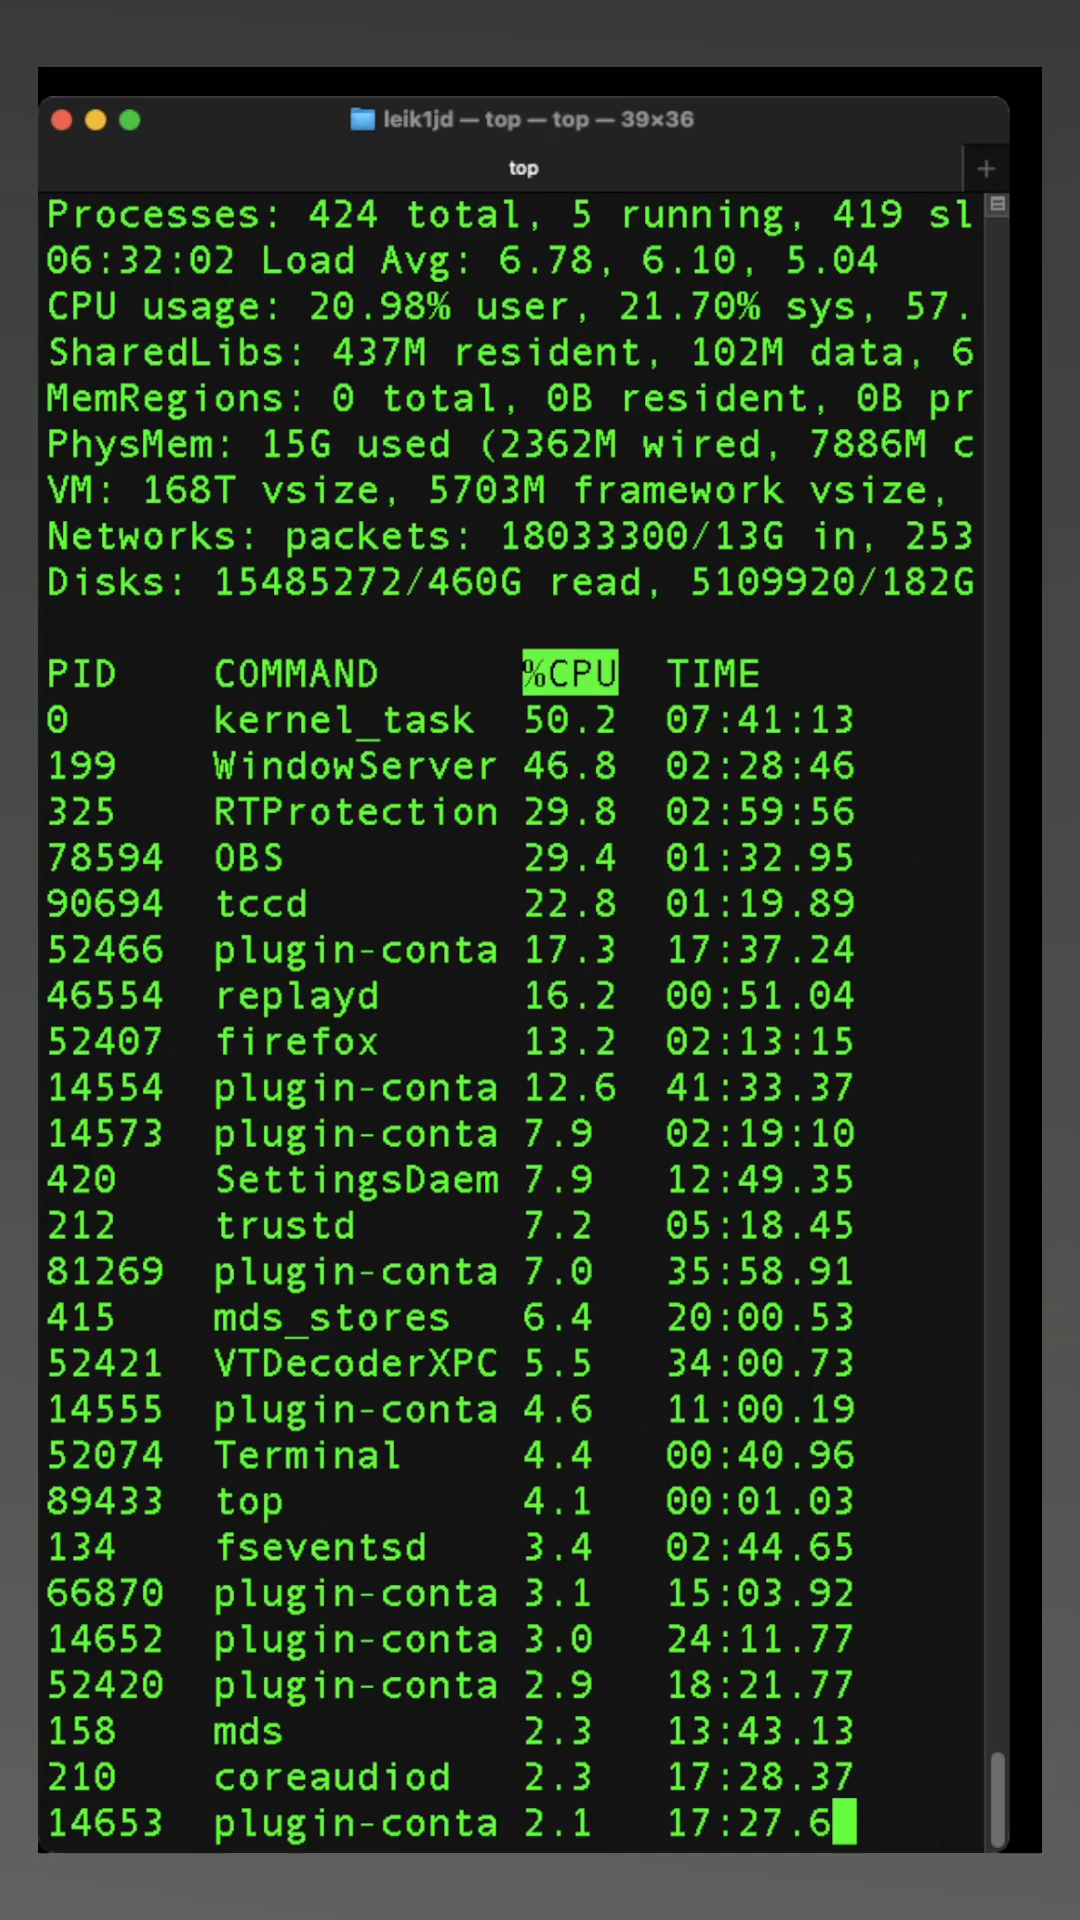 leik1jd — top — top — 39×36
top
Processes: 424 total, 5 running, 419 sl
06:32:02 Load Avg: 6.78, 6.10, 5.04
CPU usage: 20.98% user, 21.70% sys, 57.
SharedLibs: 437M resident, 102M data, 6
MemRegions: 0 total, 0B resident, 0B pr
PhysMem: 15G used (2362M wired, 7886M c
VM: 168T vsize, 5703M framework vsize,
Networks: packets: 18033300/13G in, 253
Disks: 15485272/460G read, 5109920/182G
PID COMMAND %CPU TIME
0 kernel_task 50.2 07:41:13
199 WindowServer 46.8 02:28:46
325 RTProtection 29.8 02:59:56
78594 OBS 29.4 01:32.95
90694 tccd 22.8 01:19.89
52466 plugin-conta 17.3 17:37.24
46554 replayd 16.2 00:51.04
52407 firefox 13.2 02:13:15
14554 plugin-conta 12.6 41:33.37
14573 plugin-conta 7.9 02:19:10
420 SettingsDaem 7.9 12:49.35
212 trustd 7.2 05:18.45
81269 plugin-conta 7.0 35:58.91
415 mds_stores 6.4 20:00.53
52421 VTDecoderXPC 5.5 34:00.73
14555 plugin-conta 4.6 11:00.19
52074 Terminal 4.4 00:40.96
89433 top 4.1 00:01.03
134 fseventsd 3.4 02:44.65
66870 plugin-conta 3.1 15:03.92
14652 plugin-conta 3.0 24:11.77
52420 plugin-conta 2.9 18:21.77
158 mds 2.3 13:43.13
210 coreaudiod 2.3 17:28.37
14653 plugin-conta 2.1 17:27.6